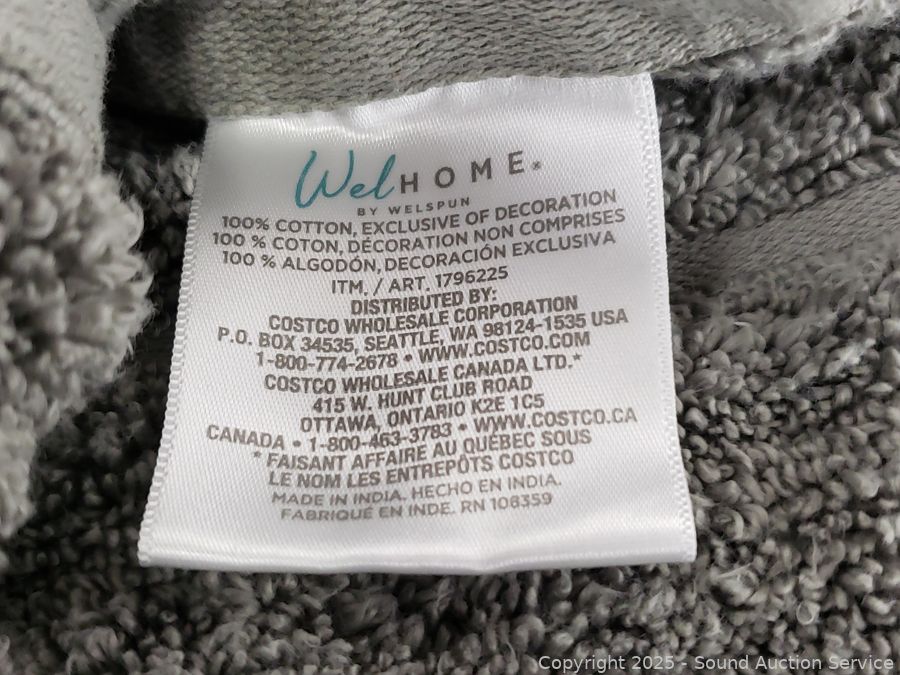 WelHOME®
BY WELSPUN
100% COTTON, EXCLUSIVE OF DECORATION
100 % COTON, DÉCORATION NON COMPRISES
100 % ALGODÓN, DECORACIÓN EXCLUSIVA
ITM. / ART. 1796225
DISTRIBUTED BY:
COSTCO WHOLESALE CORPORATION
P.O. BOX 34535, SEATTLE, WA 98124-1535 USA
1-800-774-2678 • WWW.COSTCO.COM
COSTCO WHOLESALE CANADA LTD.*
415 W. HUNT CLUB ROAD
OTTAWA, ONTARIO K2E 1C5
CANADA • 1-800-463-3783 • WWW.COSTCO.CA
* FAISANT AFFAIRE AU QUÉBEC SOUS
LE NOM LES ENTREPÔTS COSTCO
MADE IN INDIA. HECHO EN INDIA.
FABRIQUÉ EN INDE. RN 108359
Copyright 2025 - Sound Auction Service